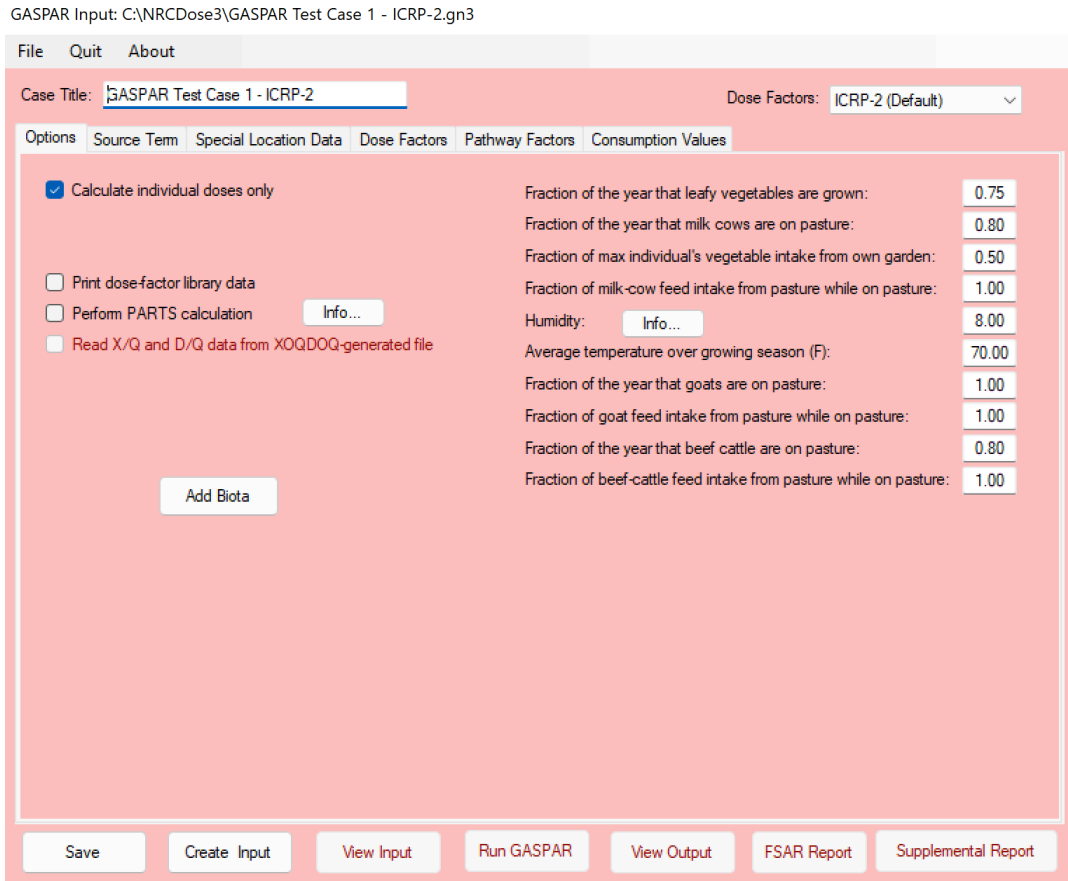 GASPAR Input: C:\NRCDose3\GASPAR Test Case 1 - ICRP-2.gn3
File Quit About
Case Title: GASPAR Test Case 1 - ICRP-2 Dose Factors: ICRP-2 (Default)
Options Source Term Special Location Data Dose Factors Pathway Factors Consumption Values
Calculate individual doses only
Print dose-factor library data
Perform PARTS calculation Info...
Read X/Q and D/Q data from XOQDOQ-generated file
Add Biota
Fraction of the year that leafy vegetables are grown: 0.75
Fraction of the year that milk cows are on pasture: 0.80
Fraction of max individual's vegetable intake from own garden: 0.50
Fraction of milk-cow feed intake from pasture while on pasture: 1.00
Humidity: Info... 8.00
Average temperature over growing season (F): 70.00
Fraction of the year that goats are on pasture: 1.00
Fraction of goat feed intake from pasture while on pasture: 1.00
Fraction of the year that beef cattle are on pasture: 0.80
Fraction of beef-cattle feed intake from pasture while on pasture: 1.00
Save Create Input View Input Run GASPAR View Output FSAR Report Supplemental Report